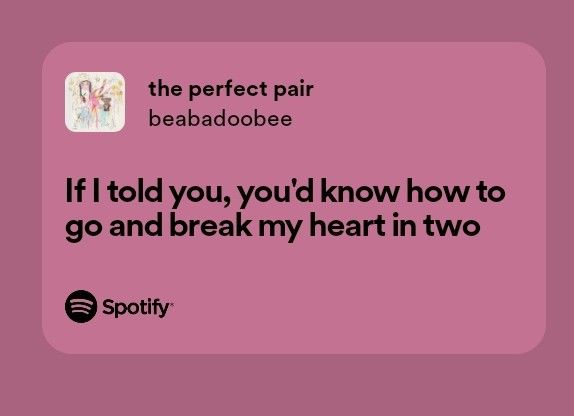 the perfect pair
beabadoobee
If I told you, you'd know how to
go and break my heart in two
Spotify